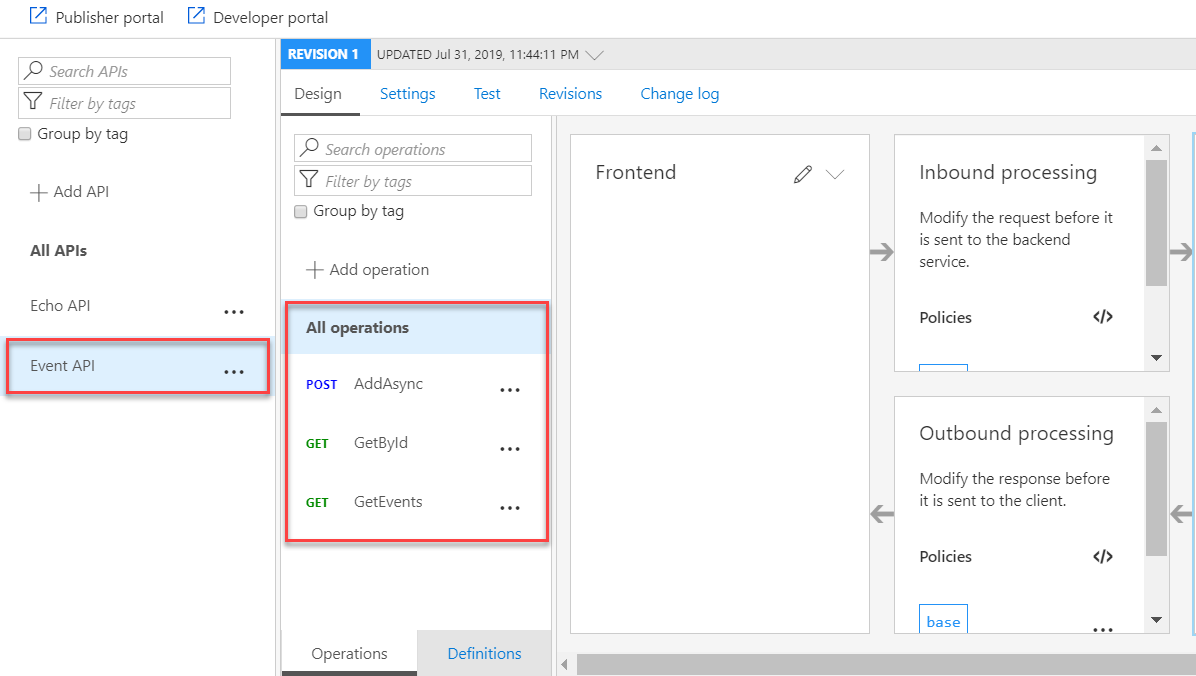 Publisher portal
Developer portal
Search APIs
Filter by tags
Group by tag
Add API
All APIs
Echo API
Event API
REVISION 1
UPDATED Jul 31, 2019, 11:44:11 PM
Design
Settings
Test
Revisions
Change log
Search operations
Filter by tags
Group by tag
Add operation
All operations
POST AddAsync
GET GetById
GET GetEvents
Operations
Definitions
Frontend
Inbound processing
Modify the request before it
is sent to the backend
service.
Policies
</>
Outbound processing
Modify the response before
it is sent to the client.
Policies
</>
base